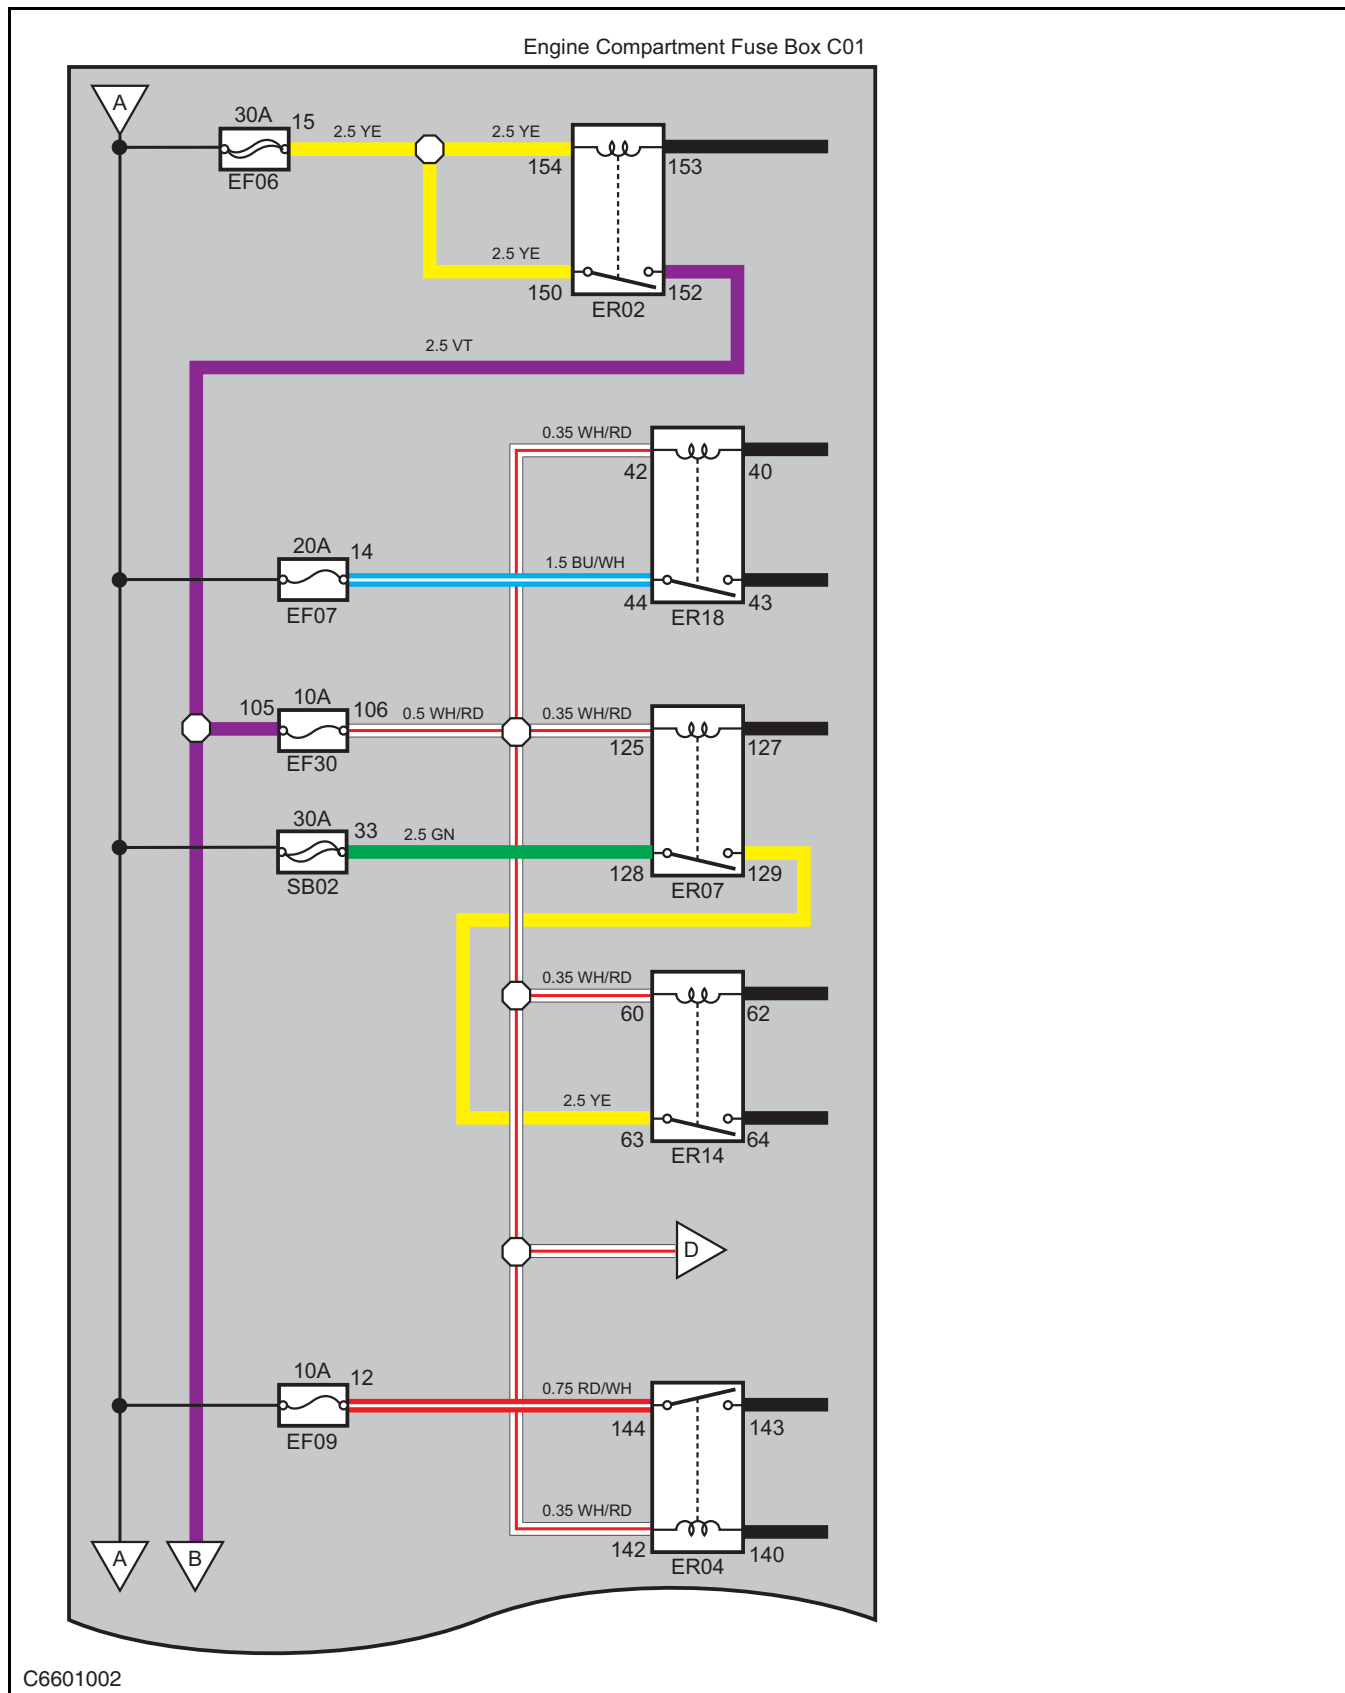 Engine Compartment Fuse Box C01
A
30A
15
2.5 YE
2.5 YE
154
153
EF06
2.5 YE
150
152
ER02
2.5 VT
0.35 WH/RD
42
40
20A
14
1.5 BU/WH
44
43
EF07
ER18
105
10A
106
0.5 WH/RD
0.35 WH/RD
125
127
EF30
30A
33
2.5 GN
128
129
SB02
ER07
0.35 WH/RD
60
62
2.5 YE
63
64
ER14
D
10A
12
0.75 RD/WH
144
143
EF09
0.35 WH/RD
142
140
ER04
A
B
C6601002